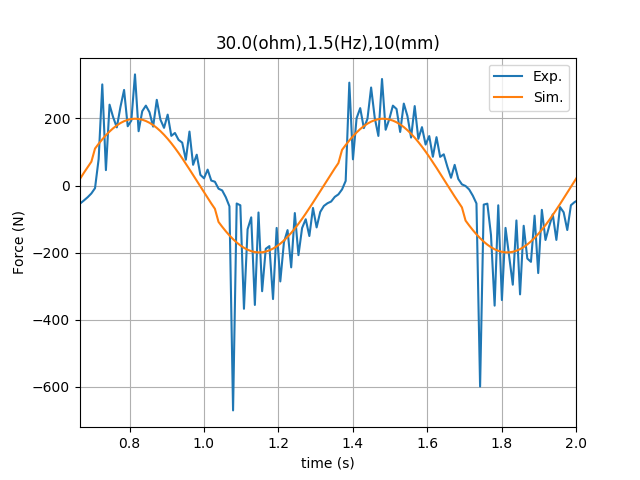 30.0(ohm),1.5(Hz),10(mm)
Exp.
Sim.
Force (N)
200
0
−200
−400
−600
0.8 1.0 1.2 1.4 1.6 1.8 2.0
time (s)